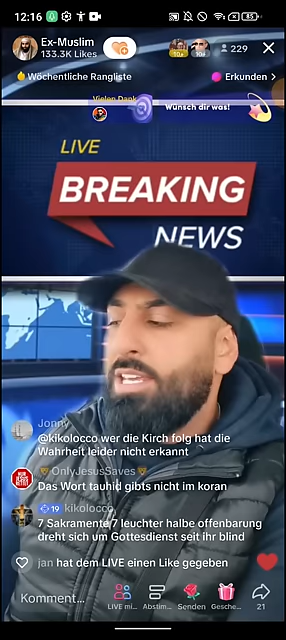 12:16
85%
Ex-Muslim
133.3K Likes
229
Wöchentliche Rangliste
Erkunden >
Vielen Dank
Wünsch dir was!
LIVE
BREAKING
NEWS
Jonny
@kikolocco wer die Kirch folg hat die
Wahrheit leider nicht erkannt
OnlyJesusSaves
Das Wort tauhid gibts nicht im koran
19 kikolocco
7 Sakramente 7 leuchter halbe offenbarung
dreht sich um Gottesdienst seit ihr blind
jan hat dem LIVE einen Like gegeben
Komment...
LIVE mi...
Abstim...
Senden
Gesche...
21